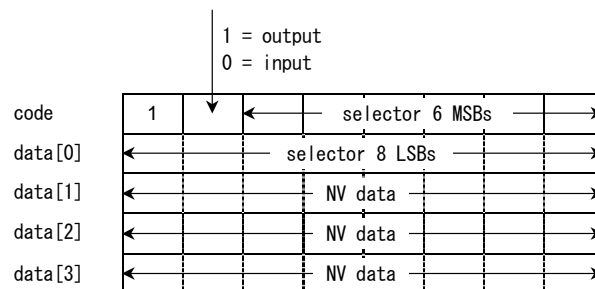 1 = output
0 = input
code 1 selector 6 MSBs
data[0] selector 8 LSBs
data[1] NV data
data[2] NV data
data[3] NV data